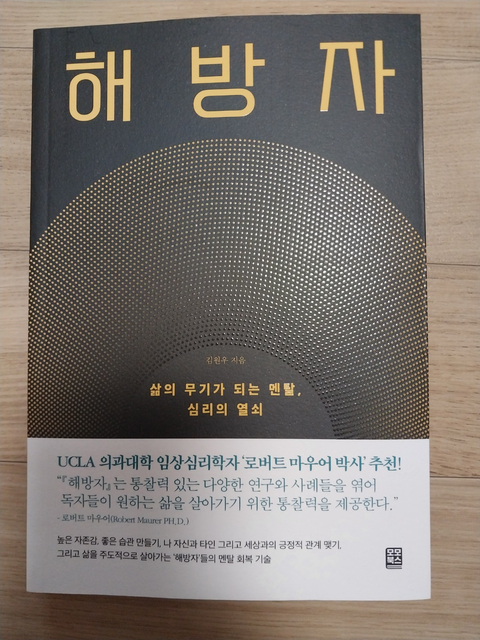 해방자
김원우 지음
삶의 무기가 되는 멘탈,
심리의 열쇠
UCLA 의과대학 임상심리학자 '로버트 마우어 박사' 추천!
"『해방자』는 통찰력 있는 다양한 연구와 사례들을 엮어
독자들이 원하는 삶을 살아가기 위한 통찰력을 제공한다."
- 로버트 마우어(Robert Maurer PH,D.)
높은 자존감, 좋은 습관 만들기, 나 자신과 타인 그리고 세상과의 긍정적 관계 맺기,
그리고 삶을 주도적으로 살아가는 '해방자'들의 멘탈 회복 기술
모모
북스